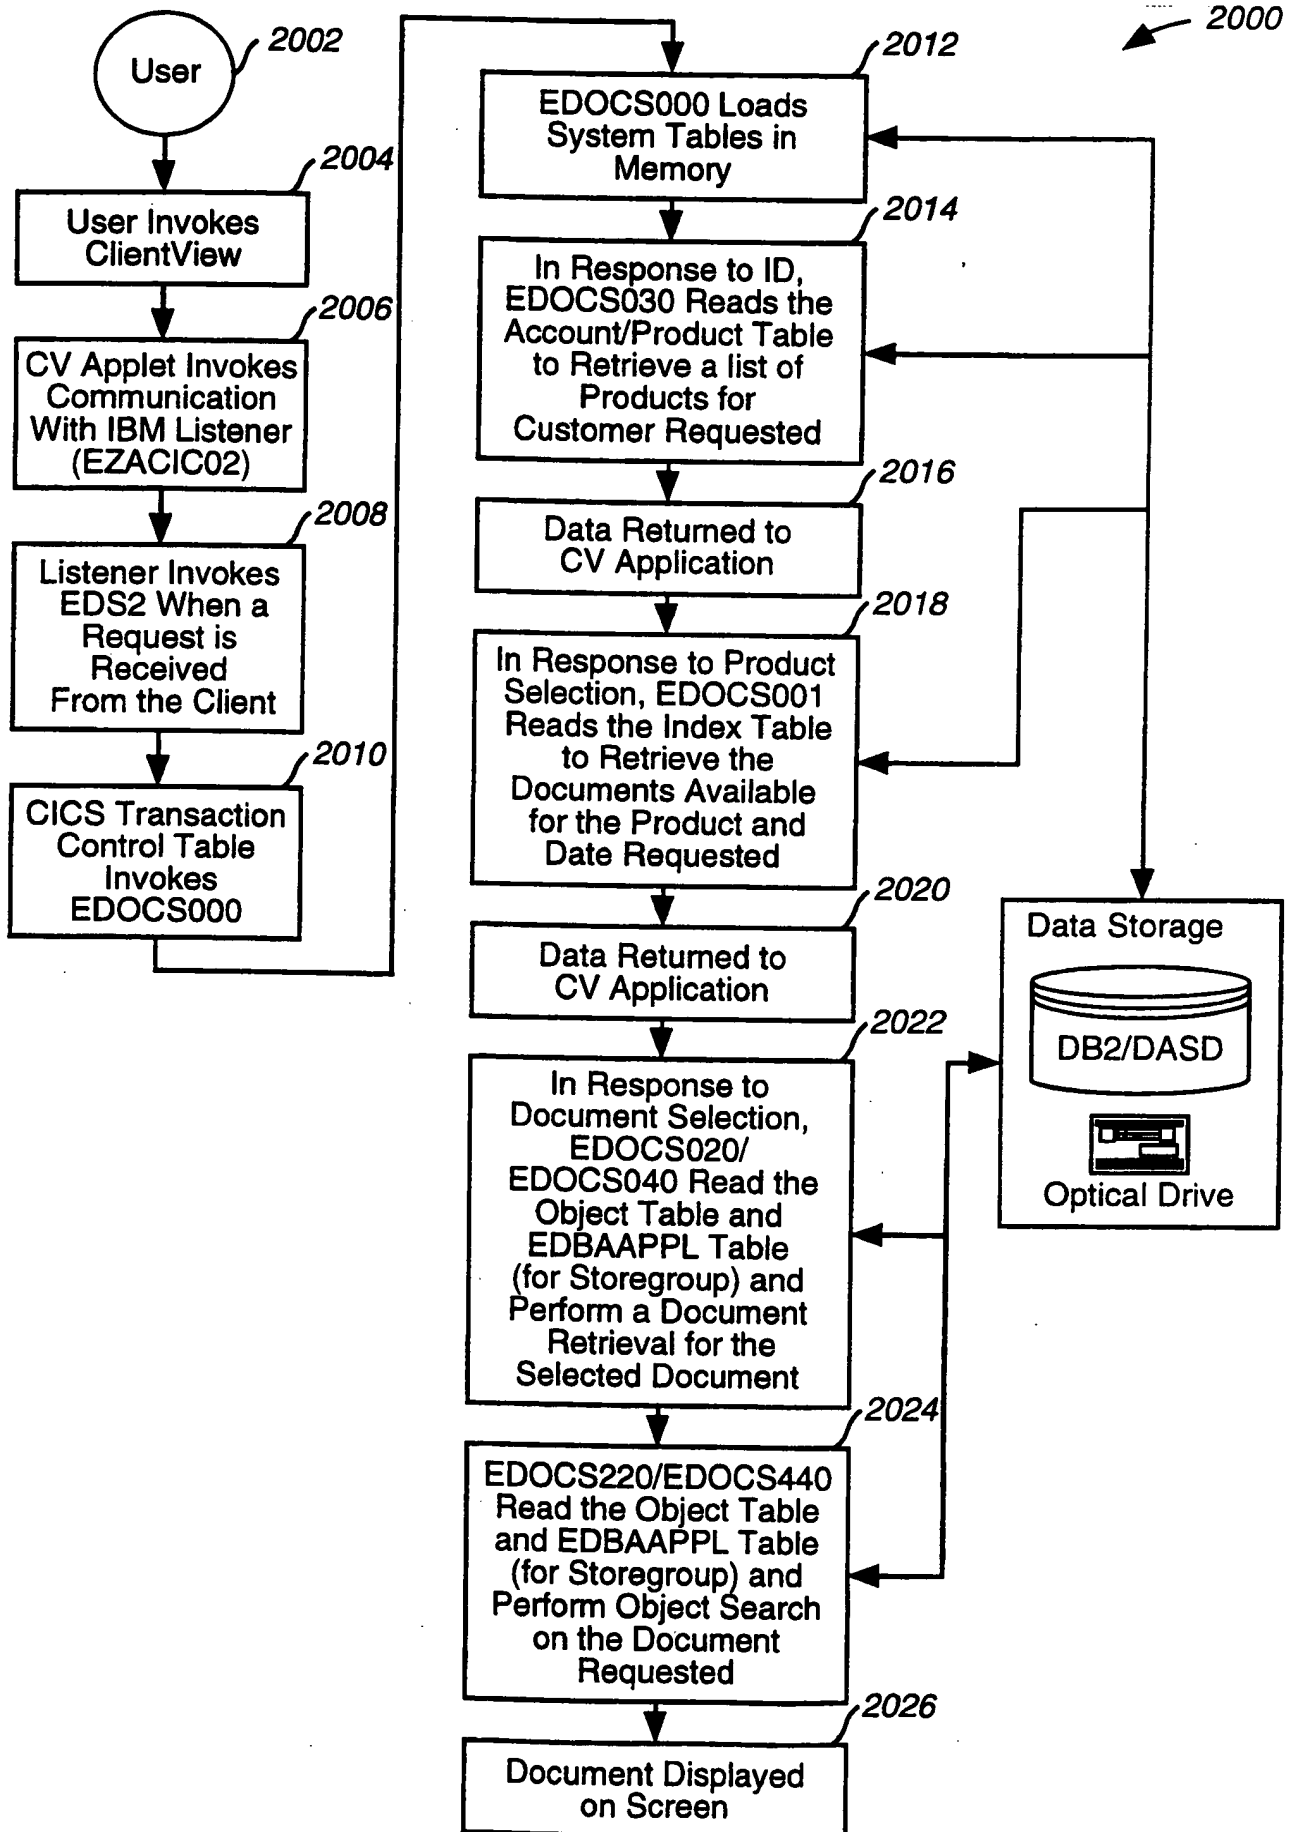 2000
User
2002
2004
User Invokes
ClientView
2006
CV Applet Invokes
Communication
With IBM Listener
(EZACIC02)
2008
Listener Invokes
EDS2 When a
Request is
Received
From the Client
2010
CICS Transaction
Control Table
Invokes
EDOCS000
2012
EDOCS000 Loads
System Tables in
Memory
2014
In Response to ID,
EDOCS030 Reads the
Account/Product Table
to Retrieve a list of
Products for
Customer Requested
2016
Data Returned to
CV Application
2018
In Response to Product
Selection, EDOCS001
Reads the Index Table
to Retrieve the
Documents Available
for the Product and
Date Requested
2020
Data Returned to
CV Application
2022
In Response to
Document Selection,
EDOCS020/
EDOCS040 Read the
Object Table and
EDBAAPPL Table
(for Storegroup) and
Perform a Document
Retrieval for the
Selected Document
2024
EDOCS220/EDOCS440
Read the Object Table
and EDBAAPPL Table
(for Storegroup) and
Perform Object Search
on the Document
Requested
2026
Document Displayed
on Screen
Data Storage
DB2/DASD
Optical Drive